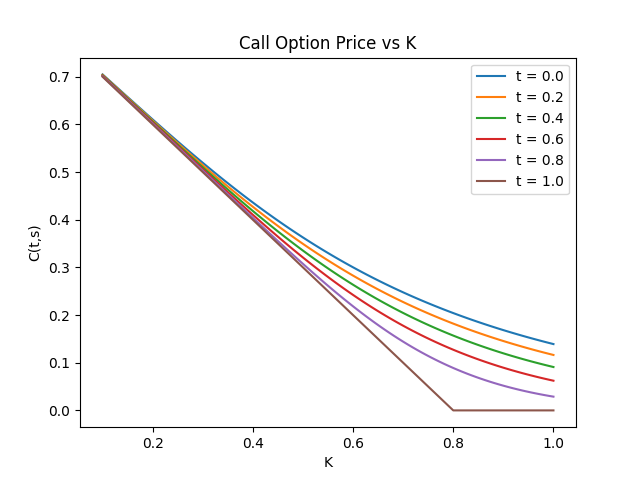 Call Option Price vs K
C(t,s)
0.7
0.6
0.5
0.4
0.3
0.2
0.1
0.0
t = 0.0
t = 0.2
t = 0.4
t = 0.6
t = 0.8
t = 1.0
0.2
0.4
0.6
0.8
1.0
K